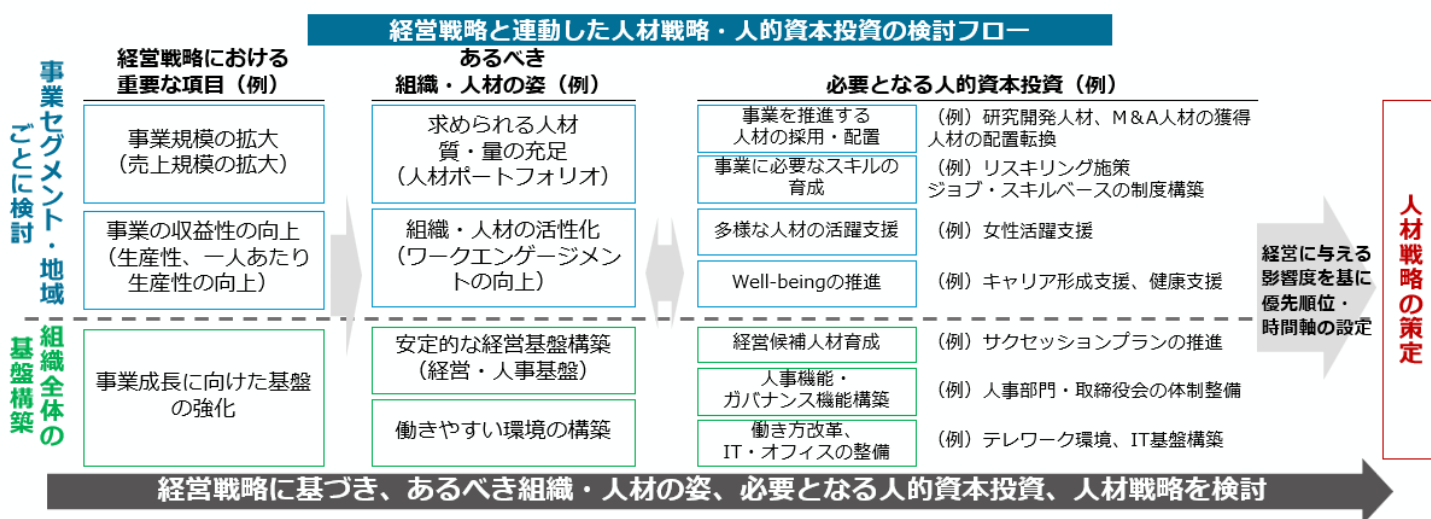 経営戦略と連動した人材戦略・人的資本投資の検討フロー
経営戦略における
重要な項目（例）
あるべき
組織・人材の姿（例）
必要となる人的資本投資（例）
事業セグメント・地域
ごとに検討
事業規模の拡大
（売上規模の拡大）
事業の収益性の向上
（生産性、一人あたり
生産性の向上）
求められる人材
質・量の充足
（人材ポートフォリオ）
組織・人材の活性化
（ワークエンゲージメン
トの向上）
事業を推進する
人材の採用・配置
（例）研究開発人材、M&A人材の獲得
人材の配置転換
事業に必要なスキルの
育成
（例）リスキリング施策
ジョブ・スキルベースの制度構築
多様な人材の活躍支援
（例）女性活躍支援
Well-beingの推進
（例）キャリア形成支援、健康支援
組織全体の
基盤構築
事業成長に向けた基盤
の強化
安定的な経営基盤構築
（経営・人事基盤）
働きやすい環境の構築
経営候補人材育成
（例）サクセッションプランの推進
人事機能・
ガバナンス機能構築
（例）人事部門・取締役会の体制整備
働き方改革、
IT・オフィスの整備
（例）テレワーク環境、IT基盤構築
経営に与える
影響度を基に
優先順位・
時間軸の設定
人材戦略の策定
経営戦略に基づき、あるべき組織・人材の姿、必要となる人的資本投資、人材戦略を検討